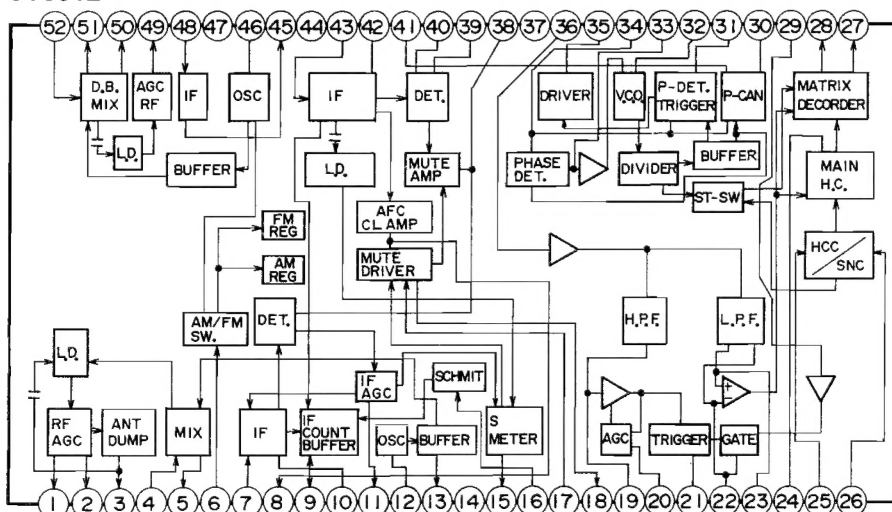 52 51 50 49 48 47 46 45 44 43 42 41 40 39 38 37 36 35 34 33 32 31 30 29 28 27
D.B. MIX
AGC RF
IF
OSC
L.D.
BUFFER
IF
DET.
L.D.
MUTE AMP
AFC CLAMP
MUTE DRIVER
DRIVER
V.C.O.
P-DET. TRIGGER
P-CAN
MATRIX DECORDER
PHASE DET.
DIVIDER
BUFFER
ST-SW
MAIN H.C.
HCC / SNC
FM REG
AM REG
AM/FM SW.
DET.
H.P.F.
L.P.F.
L.D.
RF AGC
ANT DUMP
MIX
IF
IF COUNT BUFFER
IF AGC
SCHMIT
OSC
BUFFER
S METER
AGC
TRIGGER
GATE
+
−
1 2 3 4 5 6 7 8 9 10 11 12 13 14 15 16 17 18 19 20 21 22 23 24 25 26